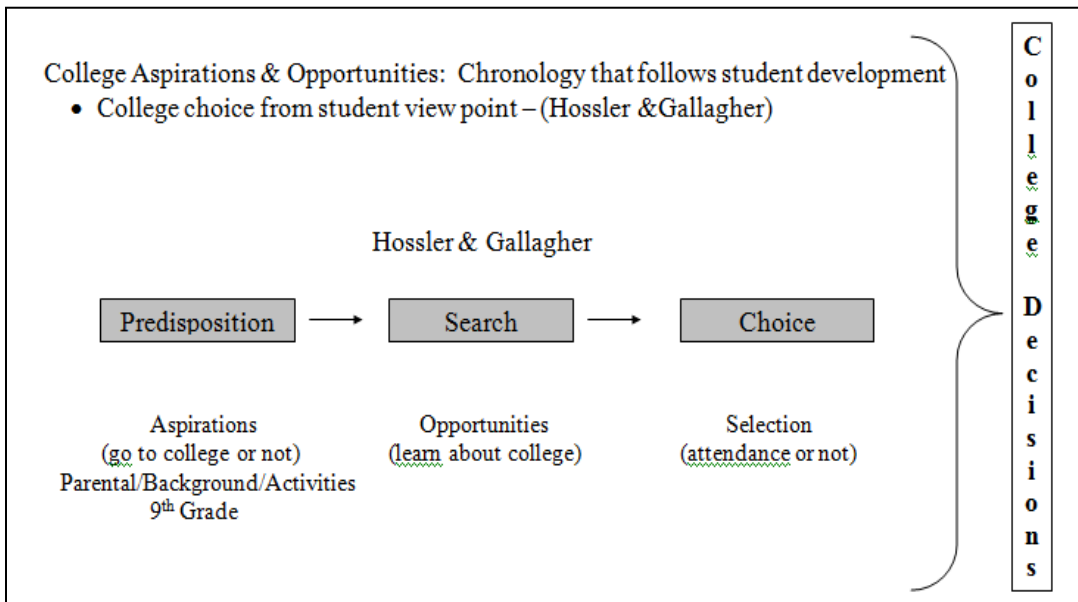 College Aspirations & Opportunities: Chronology that follows student development
• College choice from student view point – (Hossler &Gallagher)
Hossler & Gallagher
Predisposition
Search
Choice
Aspirations
(go to college or not)
Parental/Background/Activities
9th Grade
Opportunities
(learn about college)
Selection
(attendance or not)
College Decisions